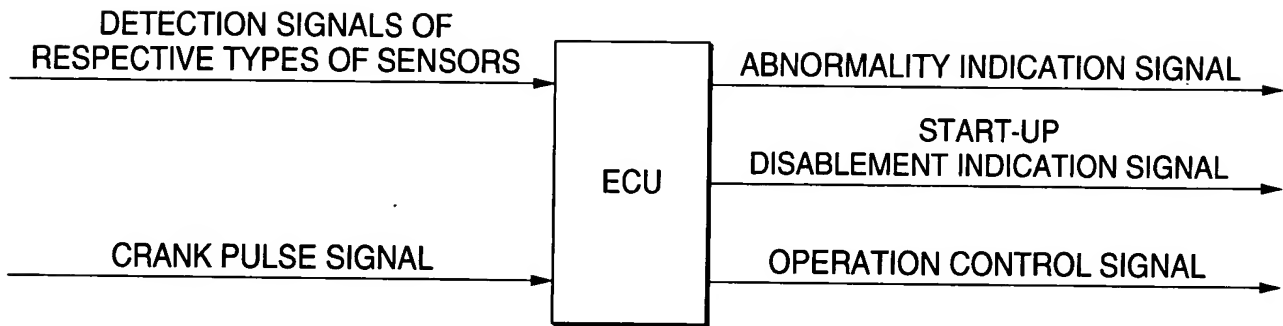 DETECTION SIGNALS OF
RESPECTIVE TYPES OF SENSORS
CRANK PULSE SIGNAL
ECU
ABNORMALITY INDICATION SIGNAL
START-UP
DISABLEMENT INDICATION SIGNAL
OPERATION CONTROL SIGNAL